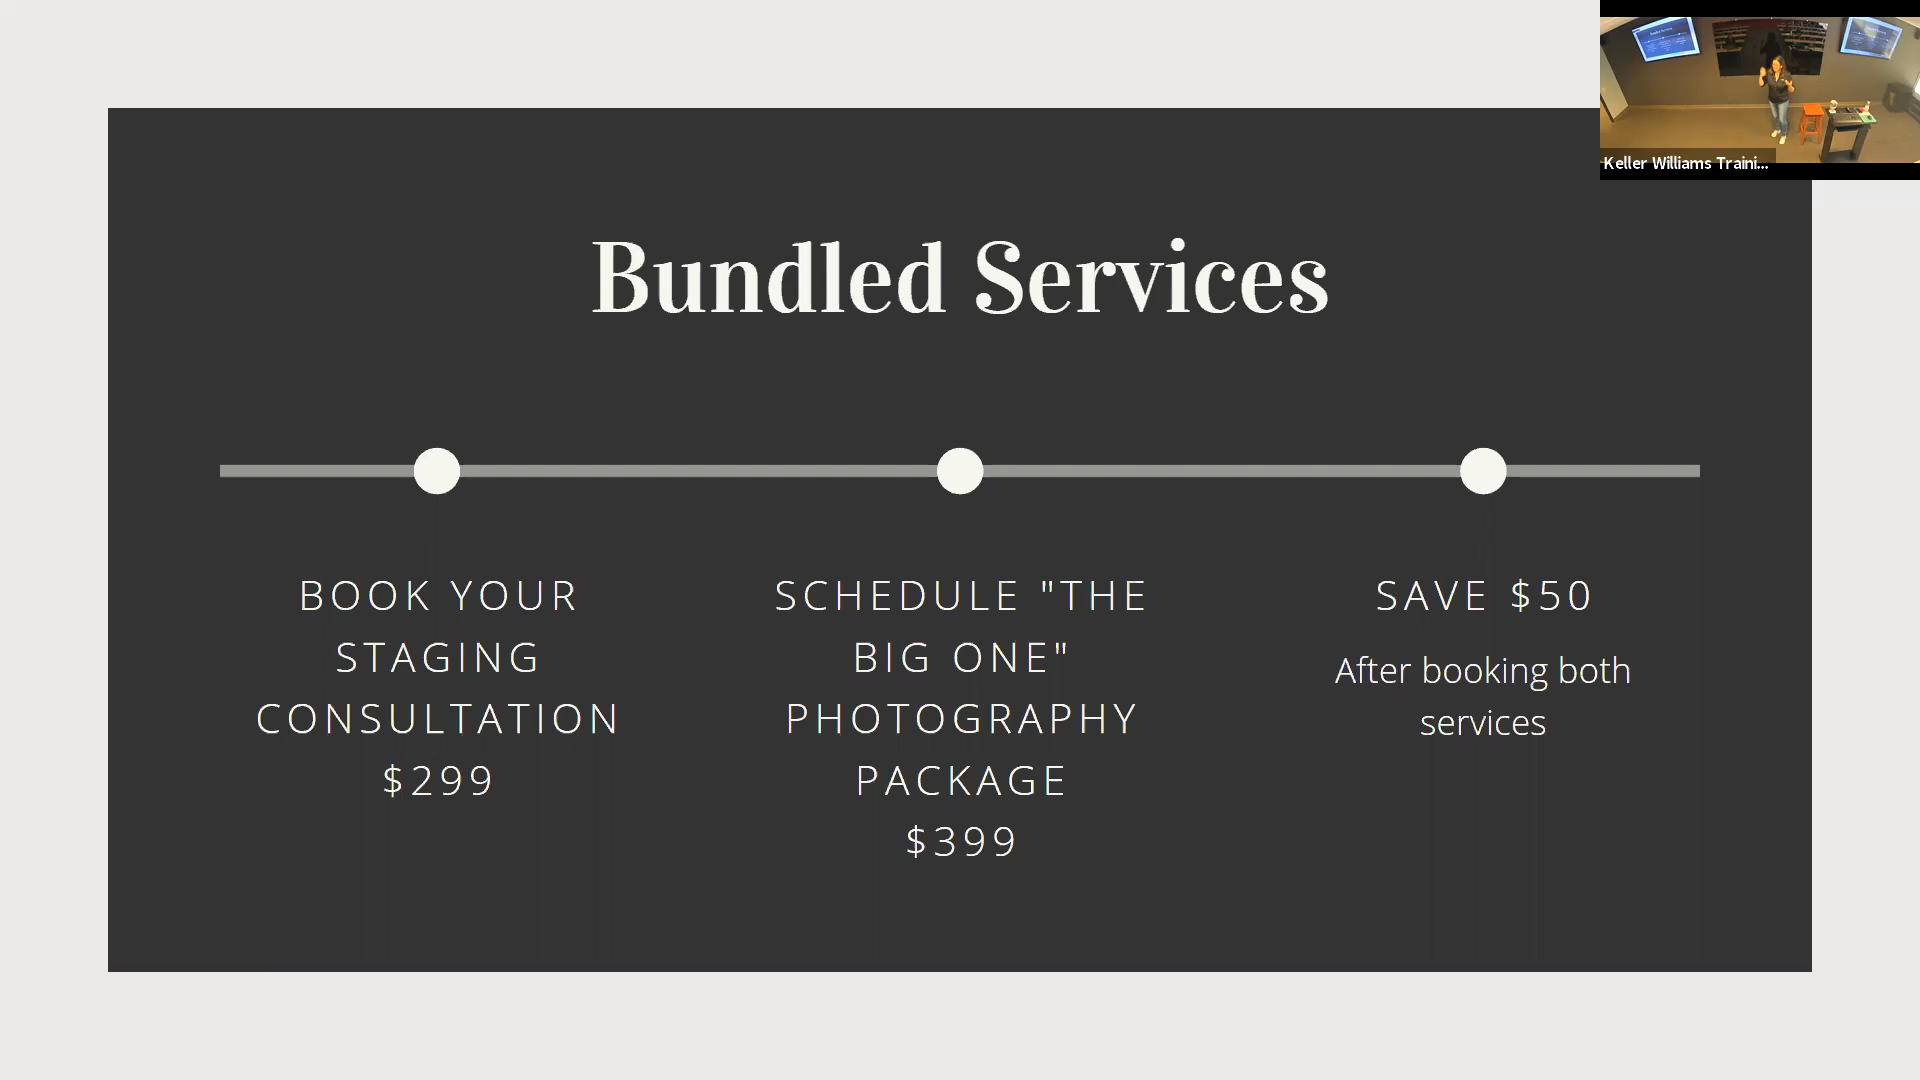 Keller Williams Traini...
Bundled Services
BOOK YOUR
STAGING
CONSULTATION
$299
SCHEDULE "THE
BIG ONE"
PHOTOGRAPHY
PACKAGE
$399
SAVE $50
After booking both
services